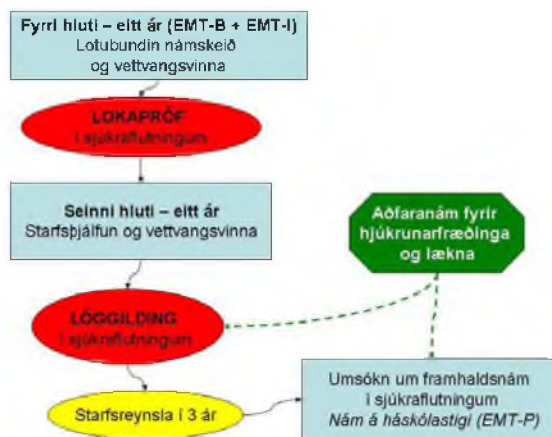 Fyrri hluti – eitt ár (EMT-B + EMT-I)
Lotubundin námskeið
og vettvangsvinna
LOKAPRÓF
í sjúkraflutningum
Seinni hluti – eitt ár
Starfsþjálfun og vettvangsvinna
Aðfaranám fyrir
hjúkrunarfræðinga
og lækna
LÖGGILDING
í sjúkraflutningum
Starfsreynsla í 3 ár
Umsókn um framhaldsnám
í sjúkraflutningum
Nám á háskólastigi (EMT-P)